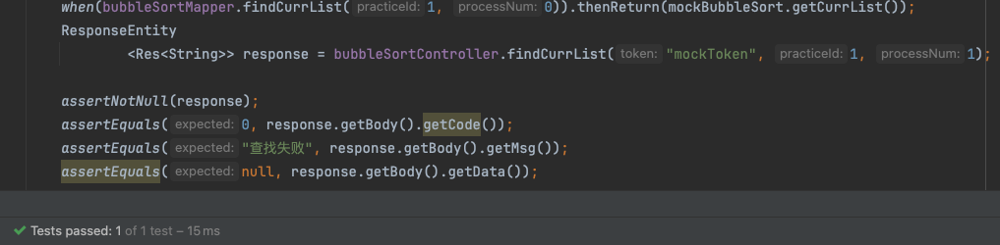 when(bubbleSortMapper.findCurrList( practiceId: 1, processNum: 0)).thenReturn(mockBubbleSort.getCurrList());
ResponseEntity
<Res<String>> response = bubbleSortController.findCurrList( token: "mockToken", practiceId: 1, processNum: 1);
assertNotNull(response);
assertEquals( expected: 0, response.getBody().getCode());
assertEquals( expected: "查找失败", response.getBody().getMsg());
assertEquals( expected: null, response.getBody().getData());
Tests passed: 1 of 1 test – 15 ms